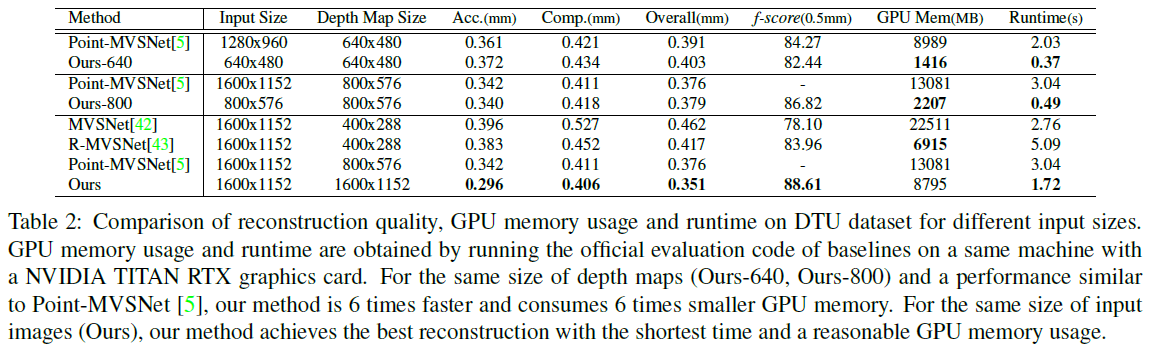 Method Input Size Depth Map Size Acc.(mm) Comp.(mm) Overall(mm) f-score(0.5mm) GPU Mem(MB) Runtime(s)
Point-MVSNet[5] 1280x960 640x480 0.361 0.421 0.391 84.27 8989 2.03
Ours-640 640x480 640x480 0.372 0.434 0.403 82.44 1416 0.37
Point-MVSNet[5] 1600x1152 800x576 0.342 0.411 0.376 - 13081 3.04
Ours-800 800x576 800x576 0.340 0.418 0.379 86.82 2207 0.49
MVSNet[42] 1600x1152 400x288 0.396 0.527 0.462 78.10 22511 2.76
R-MVSNet[43] 1600x1152 400x288 0.383 0.452 0.417 83.96 6915 5.09
Point-MVSNet[5] 1600x1152 800x576 0.342 0.411 0.376 - 13081 3.04
Ours 1600x1152 1600x1152 0.296 0.406 0.351 88.61 8795 1.72
Table 2: Comparison of reconstruction quality, GPU memory usage and runtime on DTU dataset for different input sizes.
GPU memory usage and runtime are obtained by running the official evaluation code of baselines on a same machine with
a NVIDIA TITAN RTX graphics card. For the same size of depth maps (Ours-640, Ours-800) and a performance similar
to Point-MVSNet [5], our method is 6 times faster and consumes 6 times smaller GPU memory. For the same size of input
images (Ours), our method achieves the best reconstruction with the shortest time and a reasonable GPU memory usage.